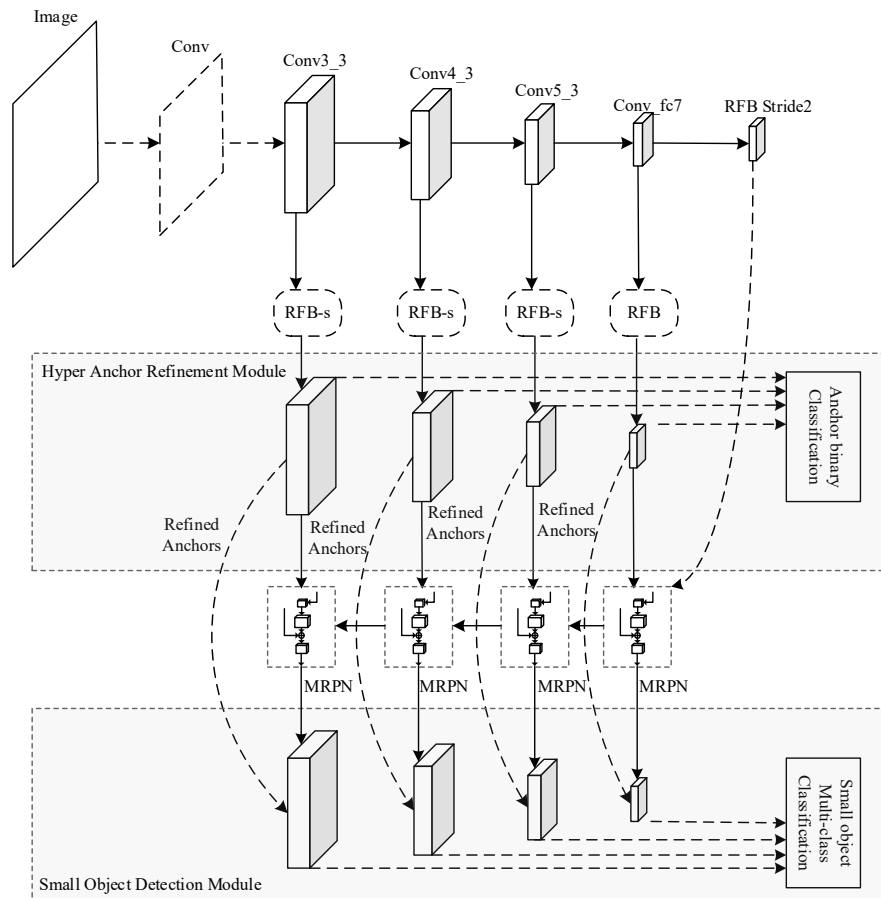 Image
Conv
Conv3_3
Conv4_3
Conv5_3
Conv_fc7
RFB Stride2
RFB-s
RFB-s
RFB-s
RFB
Hyper Anchor Refinement Module
Anchor binary
Classification
Refined
Anchors
Refined
Anchors
Refined
Anchors
Refined
Anchors
MRPN
MRPN
MRPN
MRPN
Small object
Multi-class
Classification
Small Object Detection Module